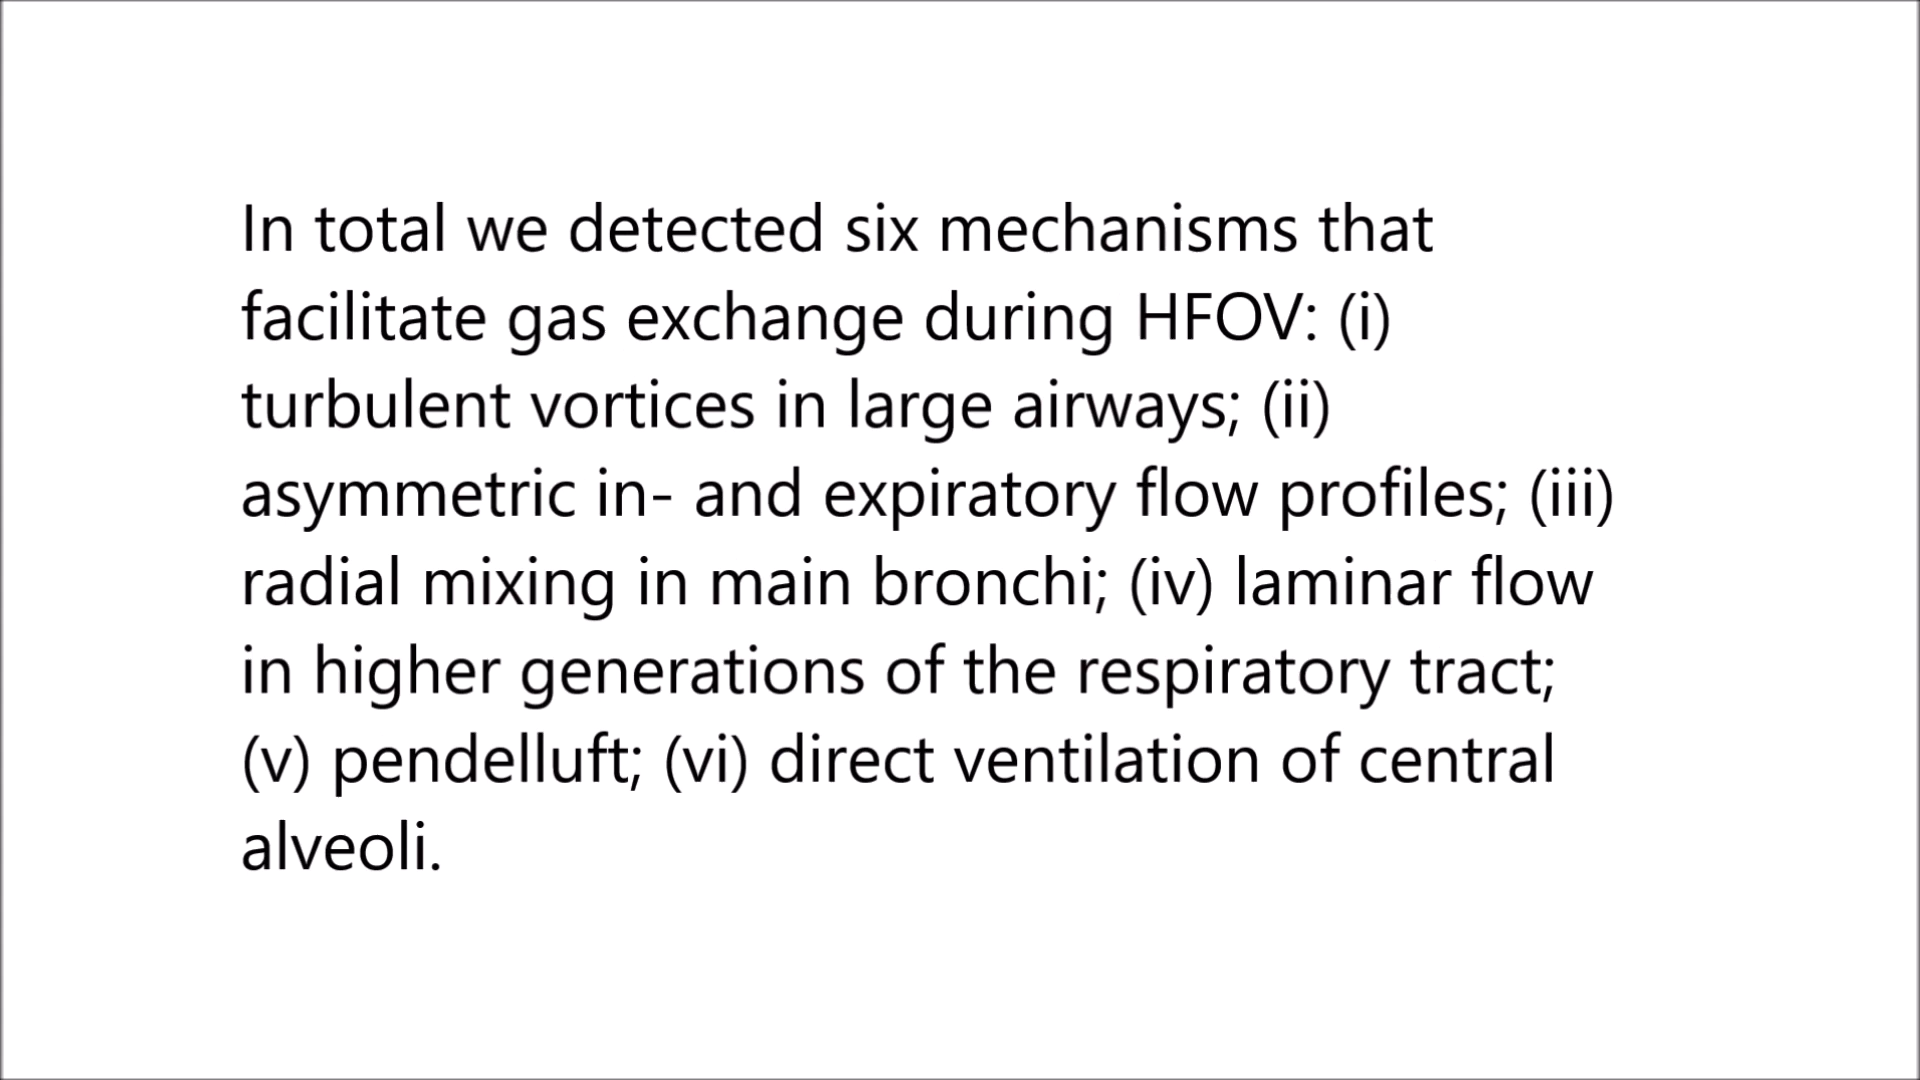 In total we detected six mechanisms that
facilitate gas exchange during HFOV: (i)
turbulent vortices in large airways; (ii)
asymmetric in- and expiratory flow profiles; (iii)
radial mixing in main bronchi; (iv) laminar flow
in higher generations of the respiratory tract;
(v) pendelluft; (vi) direct ventilation of central
alveoli.